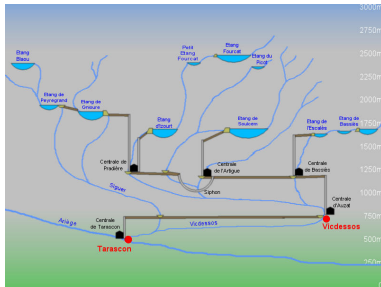 3000m
2750m
2500m
2250m
2000m
1750m
1500m
1250m
1000m
750m
500m
250m
Etang
Blaou
Etang de
Peyregrand
Etang de
Gnioure
Petit
Etang
Fourcat
Etang
Fourcat
Etang du
Picot
Etang
d'Izourt
Etang de
Soulcem
Etang de
l'Escalès
Etang de
Bassiès
Centrale de
Pradière
Centrale
de l'Artigue
Centrale
de Bassiès
Siguer
Siphon
Centrale
d'Auzat
Ariège
Centrale
de Tarascon
Vicdessos
Vicdessos
Tarascon